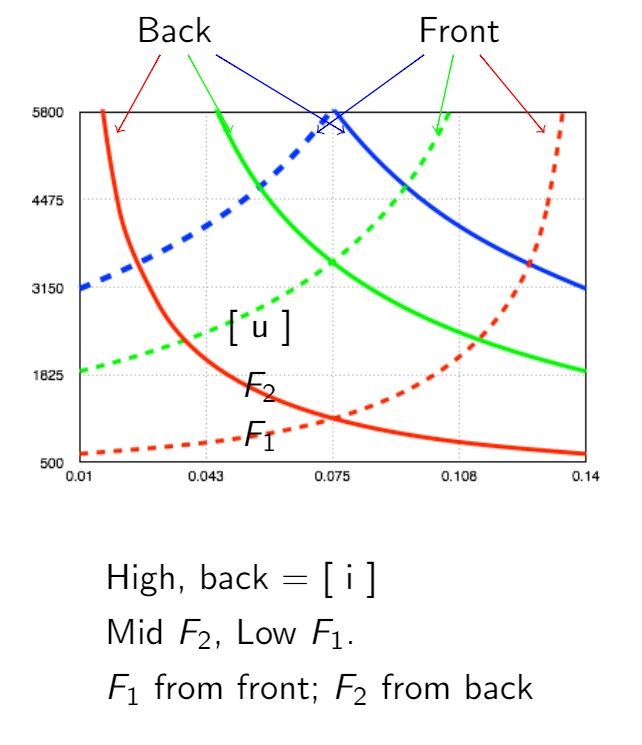 Back Front
5800
4475
3150
[ u ]
1825
F₂
F₁
500
0.01 0.043 0.075 0.108 0.14
High, back = [ i ]
Mid F₂, Low F₁.
F₁ from front; F₂ from back